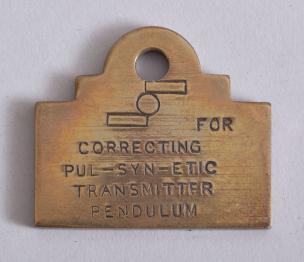 FOR
CORRECTING
PUL-SYN-ETIC
TRANSMITTER
PENDULUM